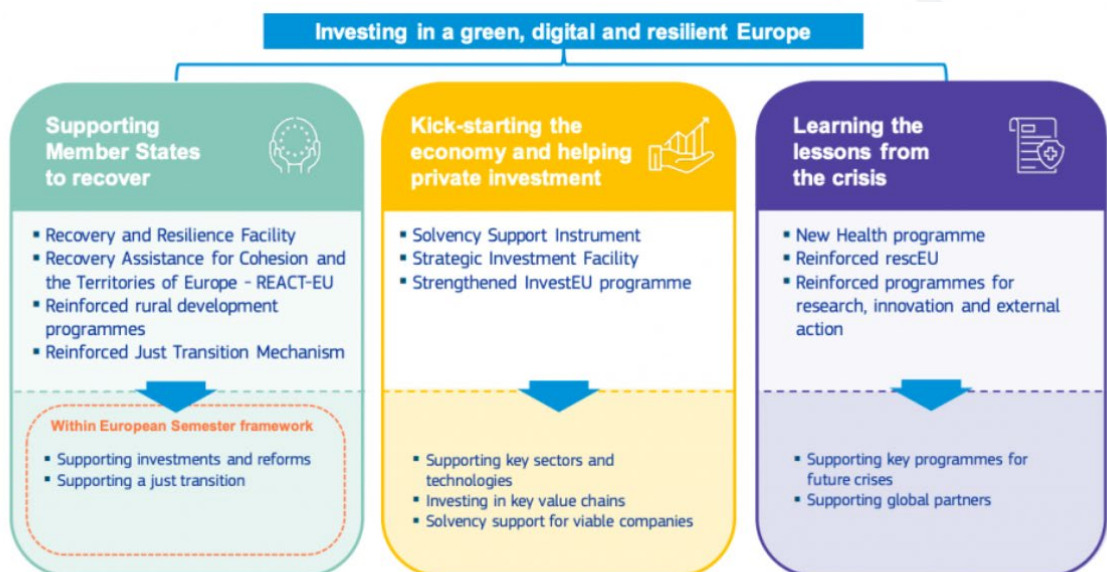 Investing in a green, digital and resilient Europe
Supporting
Member States
to recover
▪ Recovery and Resilience Facility
▪ Recovery Assistance for Cohesion and
the Territories of Europe - REACT-EU
▪ Reinforced rural development
programmes
▪ Reinforced Just Transition Mechanism
Within European Semester framework
▪ Supporting investments and reforms
▪ Supporting a just transition
Kick-starting the
economy and helping
private investment
▪ Solvency Support Instrument
▪ Strategic Investment Facility
▪ Strengthened InvestEU programme
▪ Supporting key sectors and
technologies
▪ Investing in key value chains
▪ Solvency support for viable companies
Learning the
lessons from
the crisis
▪ New Health programme
▪ Reinforced rescEU
▪ Reinforced programmes for
research, innovation and external
action
▪ Supporting key programmes for
future crises
▪ Supporting global partners